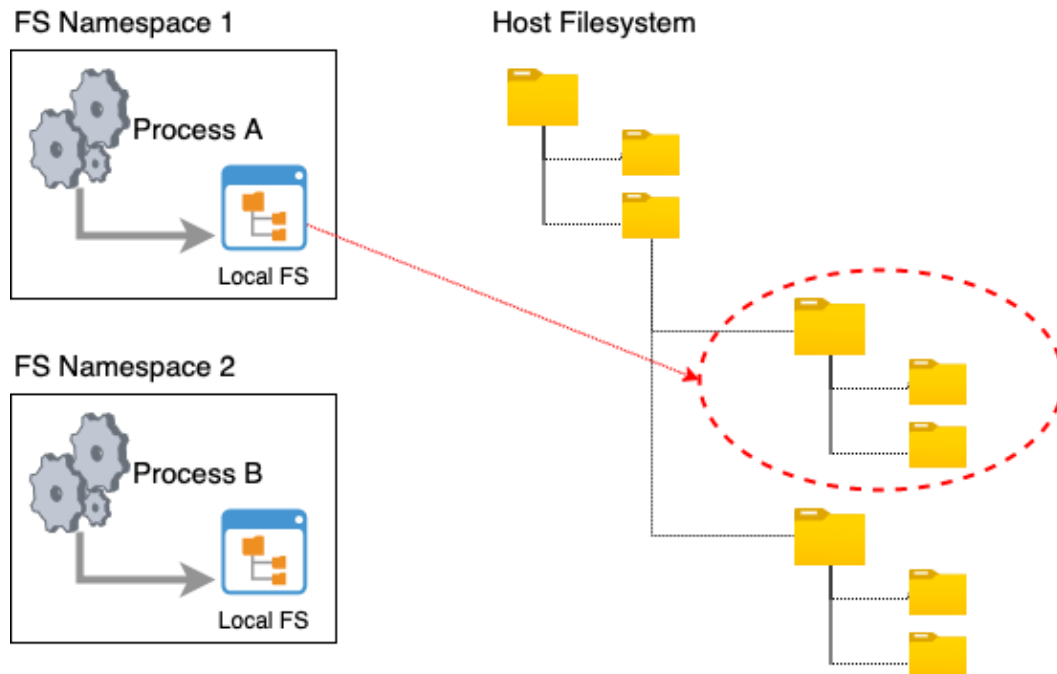 FS Namespace 1
Host Filesystem
Process A
Local FS
FS Namespace 2
Process B
Local FS